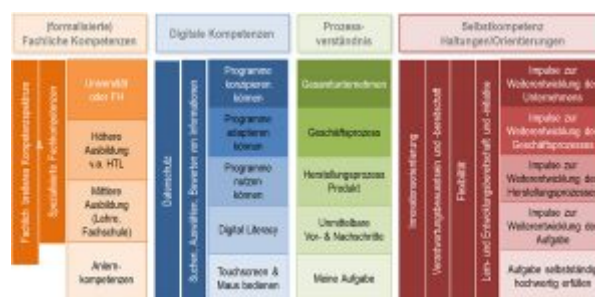 (formalisierte)
Fachliche Kompetenzen
Fachlich breiteres Kompetenzspektrum
Spezialisierte Fachkompetenzen
Universität
oder FH
Höhere
Ausbildung
v.a. HTL
Mittlere
Ausbildung
(Lehre,
Fachschule)
Anlern-
kompetenzen
Digitale Kompetenzen
Datenschutz
Suchen, Auswählen, Bewerten von Informationen
Programme
konzipieren
können
Programme
adaptieren
können
Programme
nutzen
können
Digital Literacy
Touchscreen &
Maus bedienen
Prozess-
verständnis
Gesamtunternehmen
Geschäftsprozess
Herstellungsprozess
Produkt
Unmittelbare
Vor- & Nachschritte
Meine Aufgabe
Selbstkompetenz
Haltungen/Orientierungen
Innovationsorientierung
Verantwortungsbewusstsein und -bereitschaft
Flexibilität
Lern- und Entwicklungsbereitschaft, und -initiative
Impulse zur
Weiterentwicklung des
Unternehmens
Impulse zur
Weiterentwicklung des
Geschäftsprozesses
Impulse zur
Weiterentwicklung des
Herstellungsprozesses
Impulse zur
Weiterentwicklung der
Aufgabe
Aufgabe selbstständig
hochwertig erfüllen